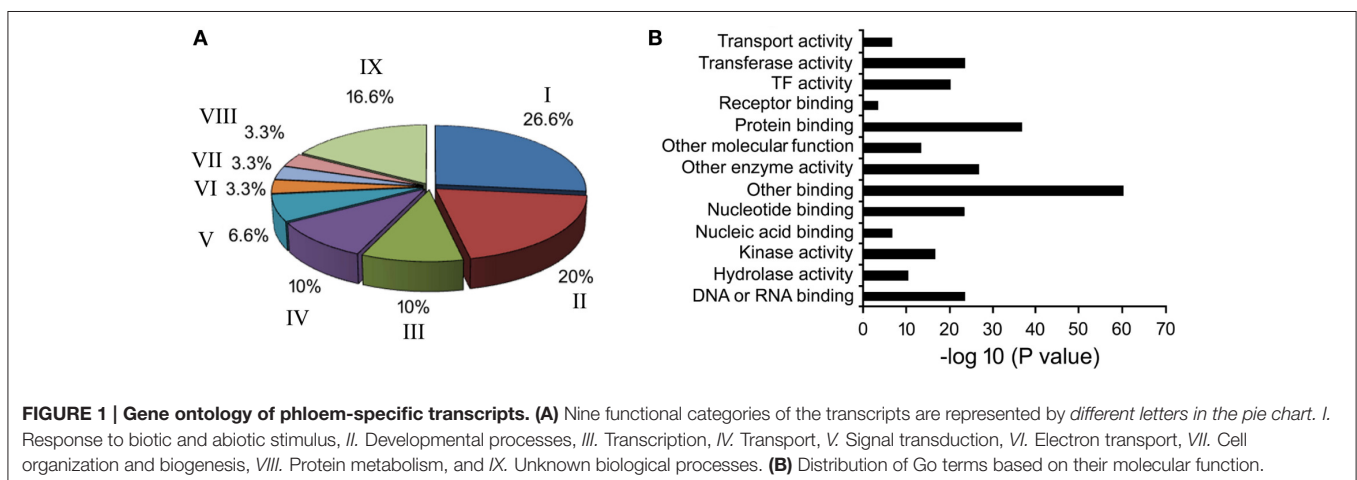 A
IX
16.6%
I
26.6%
VIII
3.3%
VII 3.3%
VI 3.3%
V 6.6%
10%
IV
10%
III
20%
II
B
Transport activity
Transferase activity
TF activity
Receptor binding
Protein binding
Other molecular function
Other enzyme activity
Other binding
Nucleotide binding
Nucleic acid binding
Kinase activity
Hydrolase activity
DNA or RNA binding
0 10 20 30 40 50 60 70
-log 10 (P value)
FIGURE 1 | Gene ontology of phloem-specific transcripts. (A) Nine functional categories of the transcripts are represented by different letters in the pie chart. I.
Response to biotic and abiotic stimulus, II. Developmental processes, III. Transcription, IV. Transport, V. Signal transduction, VI. Electron transport, VII. Cell
organization and biogenesis, VIII. Protein metabolism, and IX. Unknown biological processes. (B) Distribution of Go terms based on their molecular function.